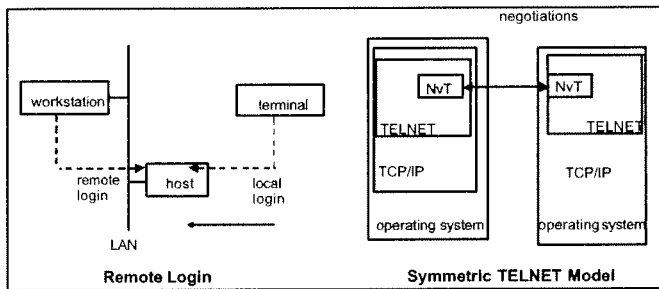 negotiations
workstation
terminal
remote
login
host
local
login
LAN
Remote Login
NvT
TELNET
TCP/IP
operating system
NvT
TELNET
TCP/IP
operating system
Symmetric TELNET Model